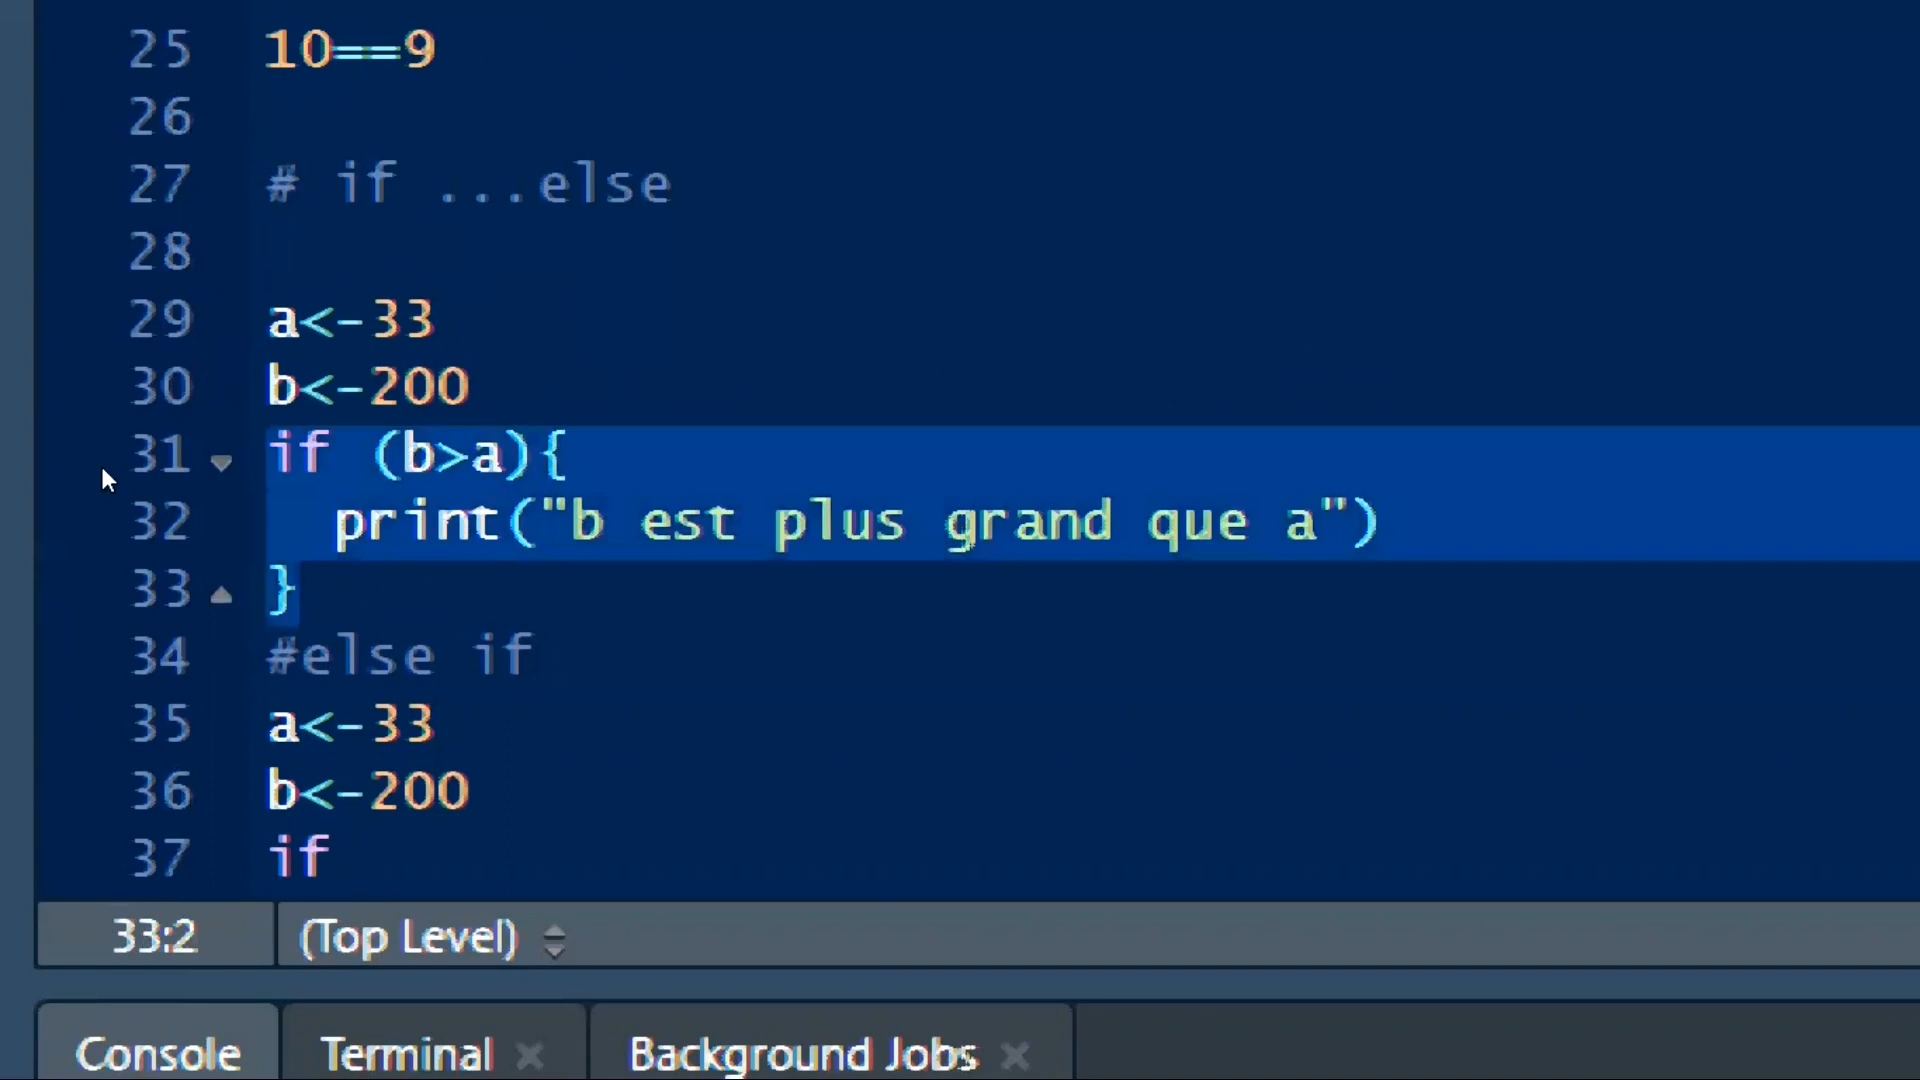 25 10==9
26
27 # if ...else
28
29 a<-33
30 b<-200
31 if (b>a){
32 print("b est plus grand que a")
33 }
34 #else if
35 a<-33
36 b<-200
37 if
33:2 (Top Level)
Console Terminal Background Jobs